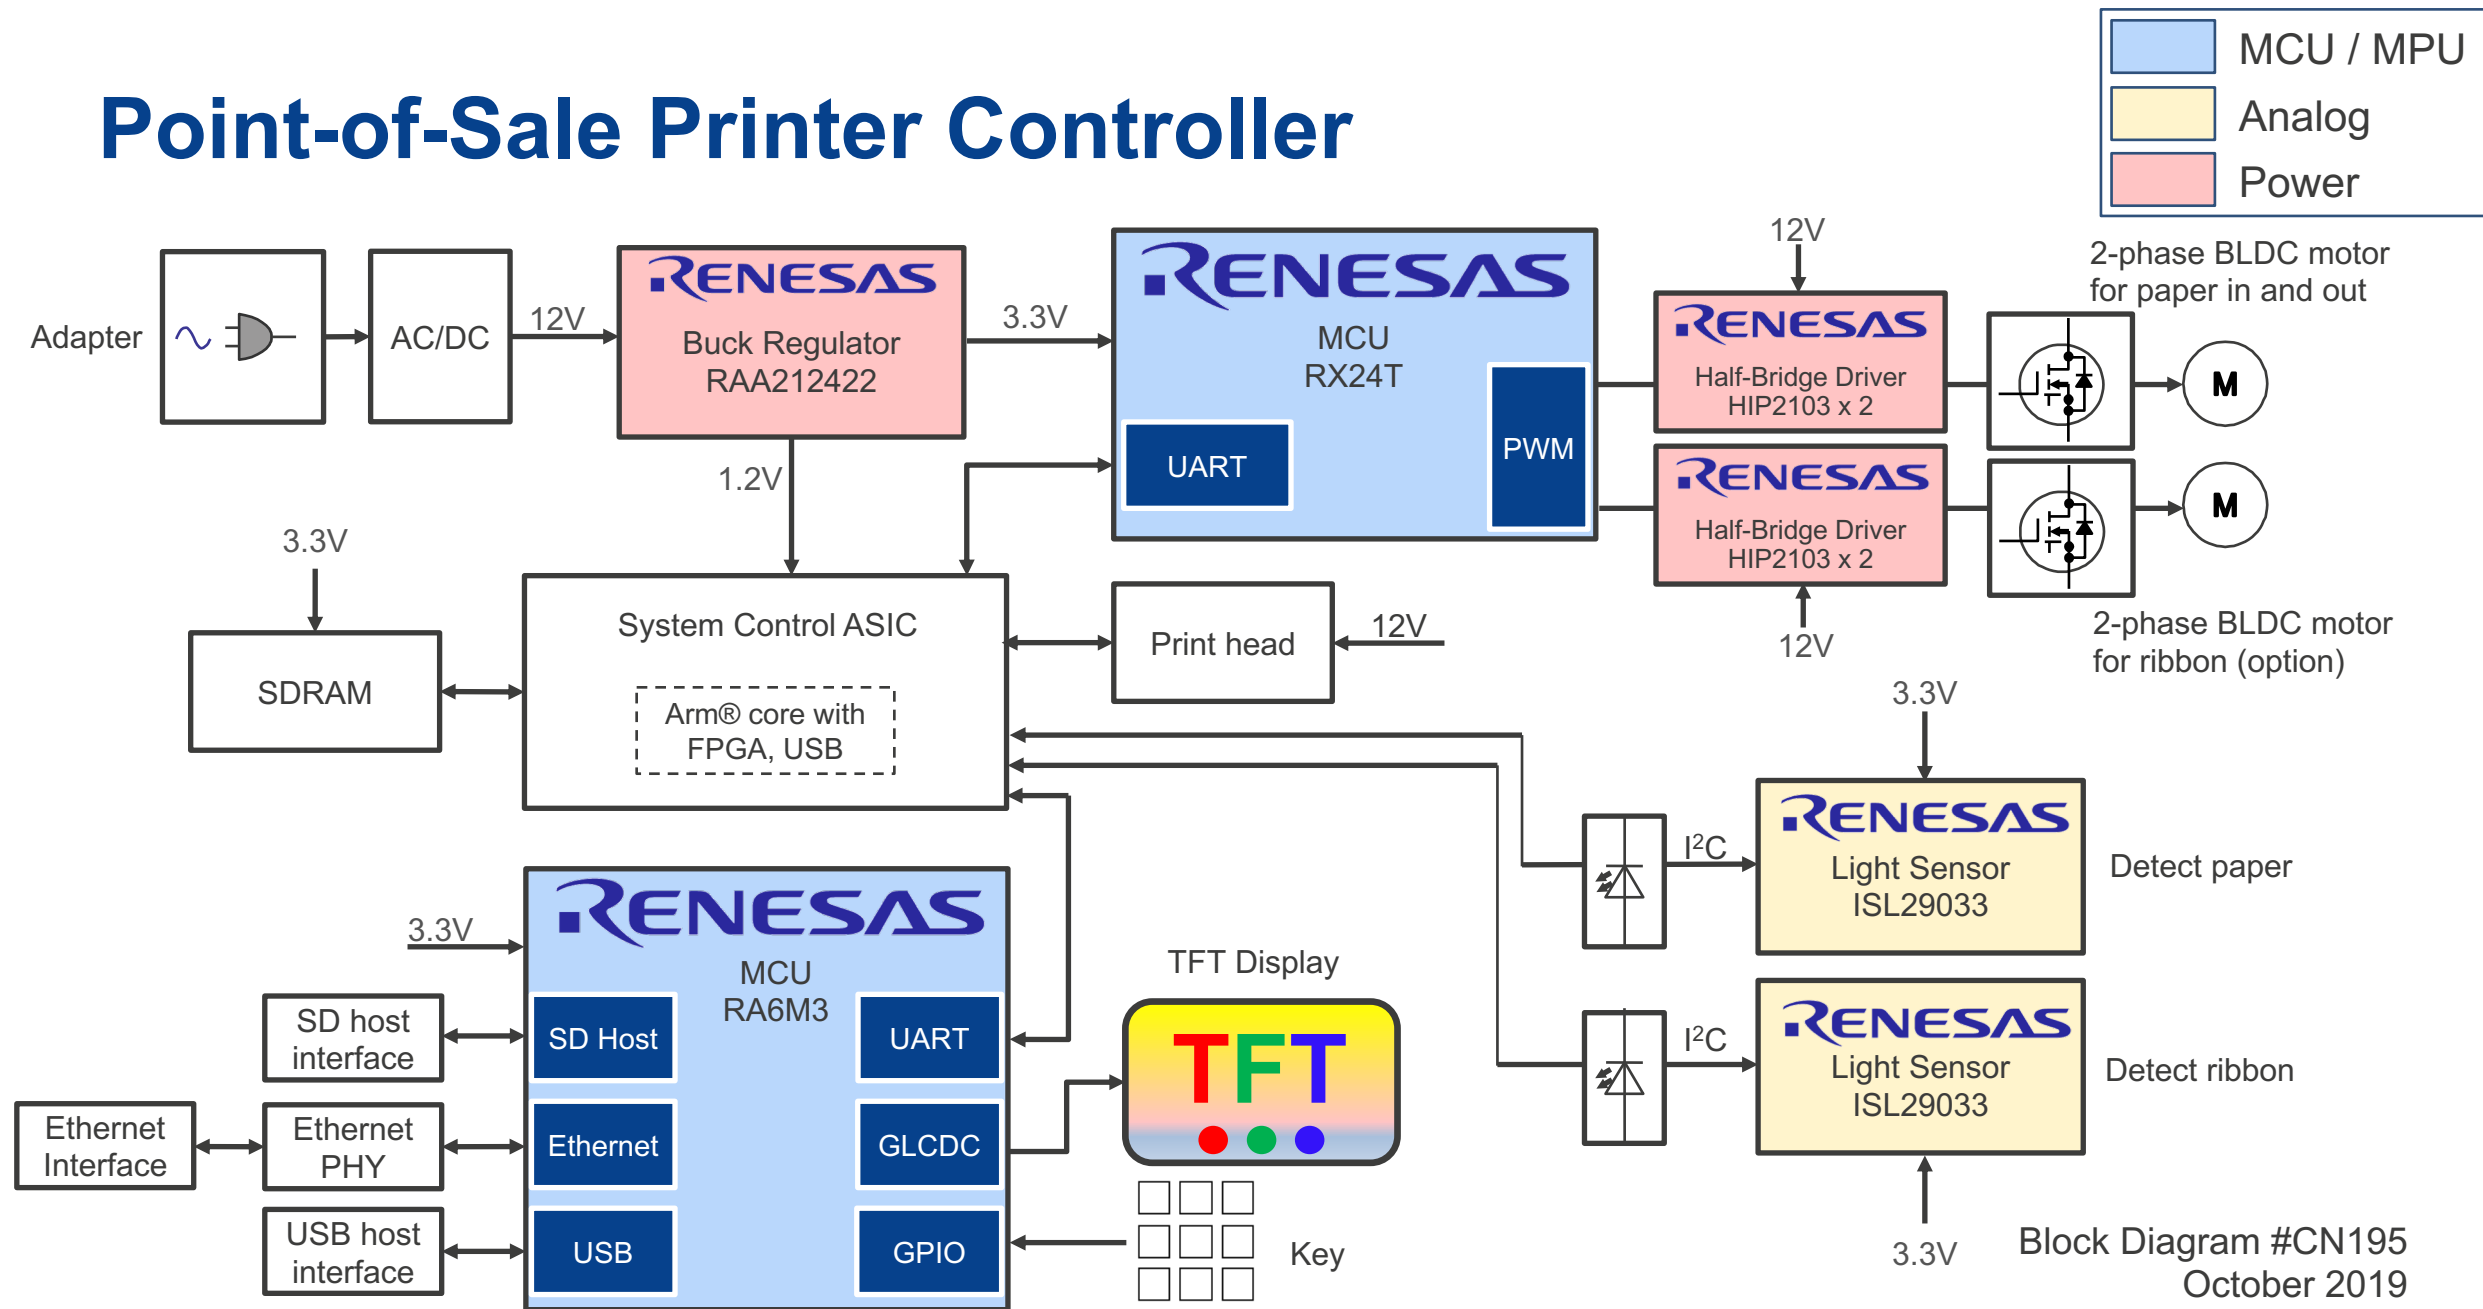 Point-of-Sale Printer Controller
MCU / MPU
Analog
Power
Adapter
AC/DC
12V
RENESAS
Buck Regulator
RAA212422
3.3V
1.2V
RENESAS
MCU
RX24T
UART
PWM
12V
RENESAS
Half-Bridge Driver
HIP2103 x 2
RENESAS
Half-Bridge Driver
HIP2103 x 2
12V
2-phase BLDC motor
for paper in and out
M
M
2-phase BLDC motor
for ribbon (option)
3.3V
SDRAM
System Control ASIC
Arm® core with
FPGA, USB
Print head
12V
3.3V
RENESAS
Light Sensor
ISL29033
I²C
Detect paper
RENESAS
Light Sensor
ISL29033
I²C
Detect ribbon
3.3V
3.3V
RENESAS
MCU
RA6M3
SD Host
UART
Ethernet
GLCDC
USB
GPIO
SD host
interface
Ethernet
Interface
Ethernet
PHY
USB host
interface
TFT Display
TFT
Key
Block Diagram #CN195
October 2019